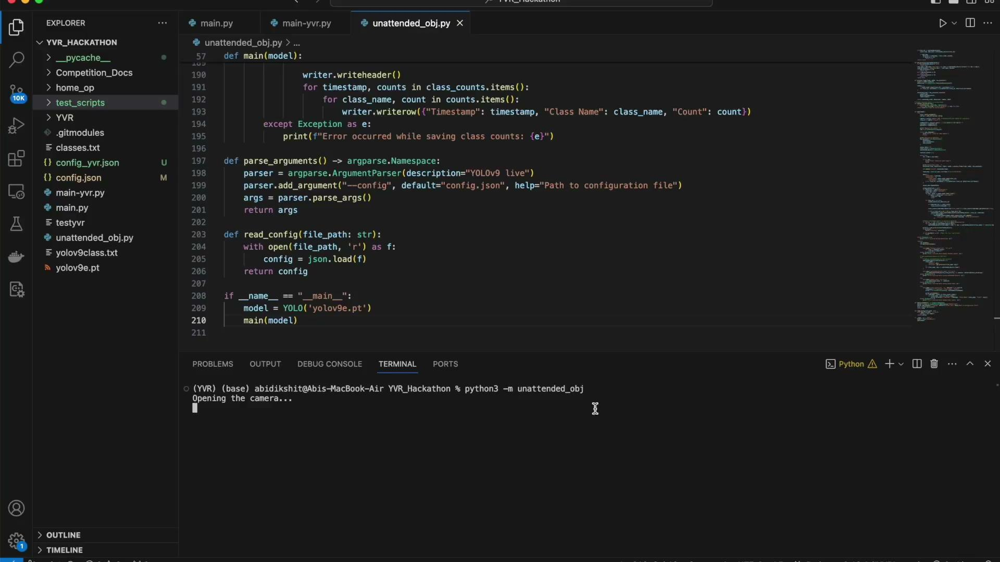 YVR_Hackathon
EXPLORER
YVR_HACKATHON
__pycache__
Competition_Docs
home_op
test_scripts
YVR
.gitmodules
classes.txt
config_yvr.json U
config.json M
main-yvr.py
main.py
testyvr
unattended_obj.py
yolov9class.txt
yolov9e.pt
OUTLINE
TIMELINE
10K
1
main.py main-yvr.py unattended_obj.py
unattended_obj.py > ...
57 def main(model):
189
190 writer.writeheader()
191 for timestamp, counts in class_counts.items():
192 for class_name, count in counts.items():
193 writer.writerow({"Timestamp": timestamp, "Class Name": class_name, "Count": count})
194 except Exception as e:
195 print(f"Error occurred while saving class counts: {e}")
196
197 def parse_arguments() -> argparse.Namespace:
198 parser = argparse.ArgumentParser(description="YOLOv9 live")
199 parser.add_argument("--config", default="config.json", help="Path to configuration file")
200 args = parser.parse_args()
201 return args
202
203 def read_config(file_path: str):
204 with open(file_path, 'r') as f:
205 config = json.load(f)
206 return config
207
208 if __name__ == "__main__":
209 model = YOLO('yolov9e.pt')
210 main(model)
211
PROBLEMS OUTPUT DEBUG CONSOLE TERMINAL PORTS Python
(YVR) (base) abidikshit@Abis-MacBook-Air YVR_Hackathon % python3 -m unattended_obj
Opening the camera...